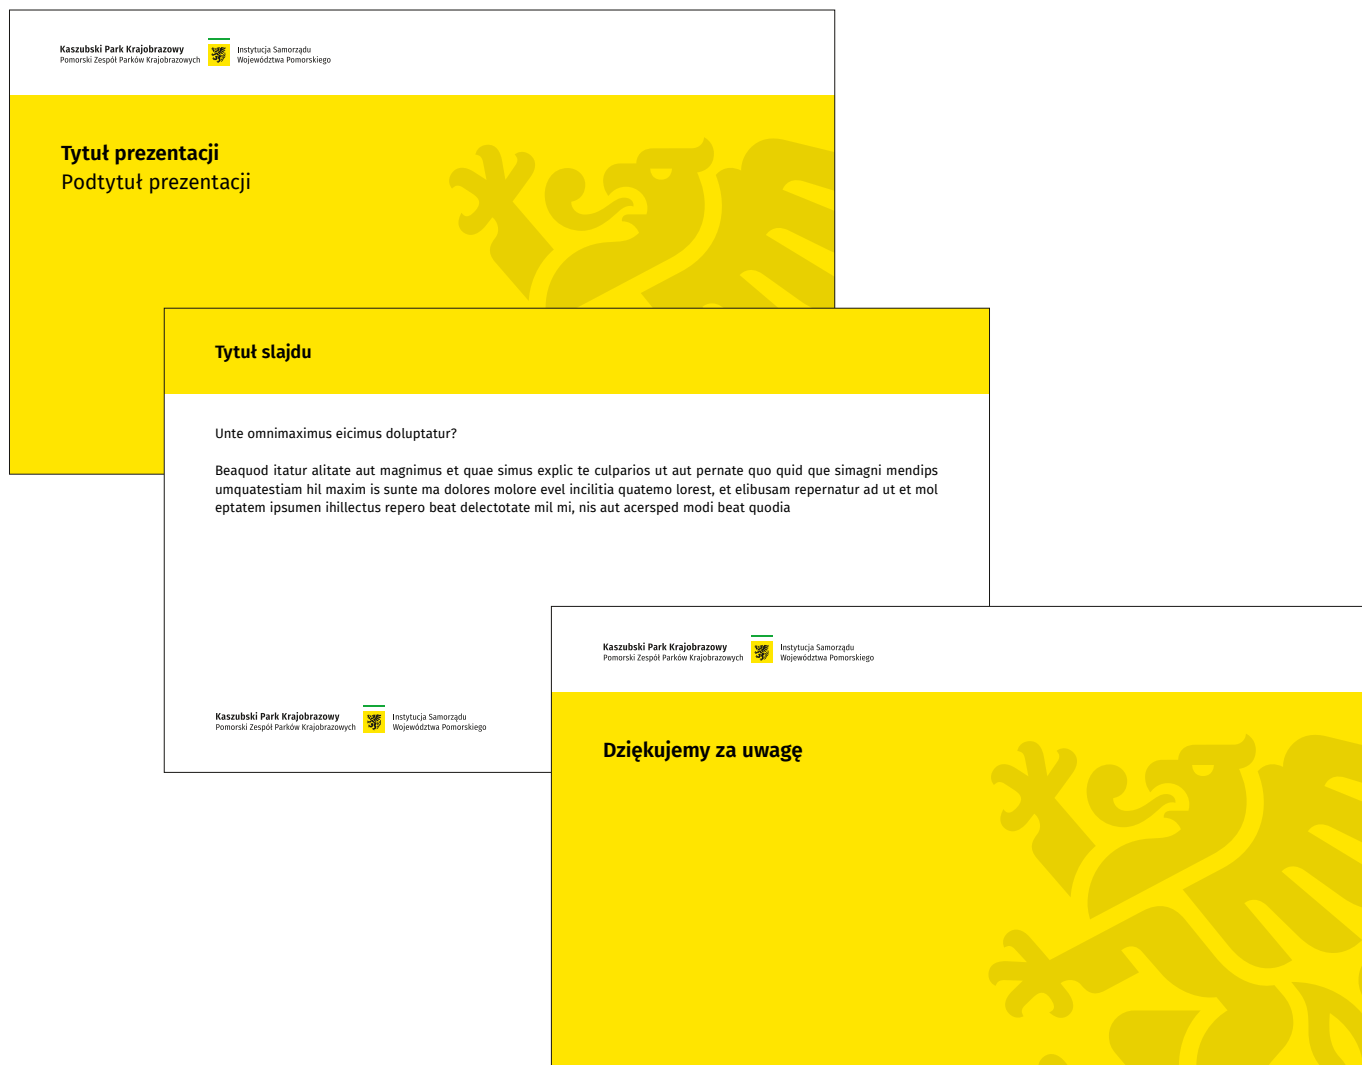 Kaszubski Park Krajobrazowy
Pomorski Zespół Parków Krajobrazowych
Instytucja Samorządu
Województwa Pomorskiego
Tytuł prezentacji
Podtytuł prezentacji
Tytuł slajdu
Unte omnimaximus eicimus doluptatur?
Beaquod itatur alitate aut magnimus et quae simus explic te culparios ut aut pernate quo quid que simagni mendips
umquatestiam hil maxim is sunte ma dolores molore evel incilitia quatemo lorest, et elibusam repernatur ad ut et mol
eptatem ipsumen ihillectus repero beat delectotate mil mi, nis aut acersped modi beat quodia
Kaszubski Park Krajobrazowy
Pomorski Zespół Parków Krajobrazowych
Instytucja Samorządu
Województwa Pomorskiego
Kaszubski Park Krajobrazowy
Pomorski Zespół Parków Krajobrazowych
Instytucja Samorządu
Województwa Pomorskiego
Dziękujemy za uwagę